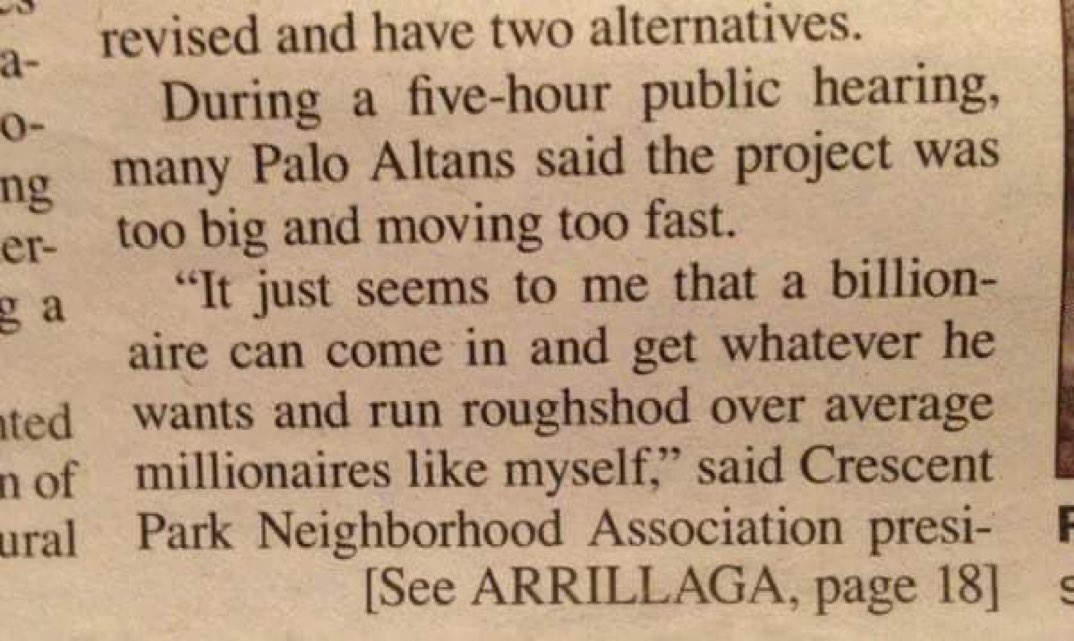 a-
o-
ng
er-
g a
n of
revised and have two alternatives.
During a five-hour public hearing,
many Palo Altans said the project was
too big and moving too fast.
“It just seems to me that a billion-
aire can come in and get whatever he
wants and run roughshod over average
millionaires like myself,” said Crescent
Park Neighborhood Association presi-
[See ARRILLAGA, page 18]